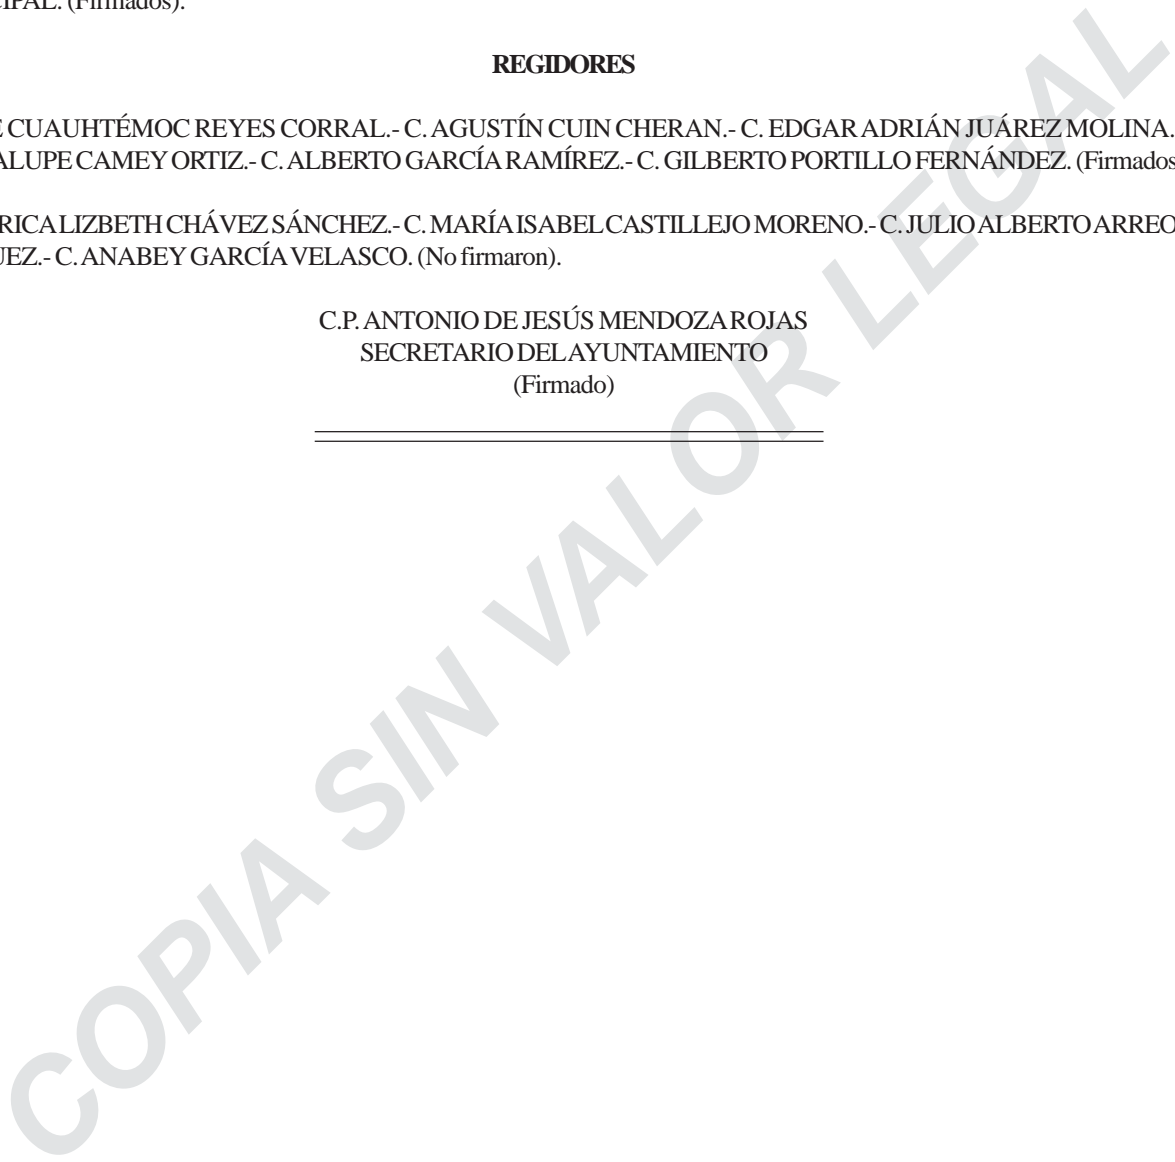 CIPAL. (Firmados).
REGIDORES
E CUAUHTÉMOC REYES CORRAL.- C. AGUSTÍN CUIN CHERAN.- C. EDGAR ADRIÁN JUÁREZ MOLINA.
ALUPE CAMEY ORTIZ.- C. ALBERTO GARCÍA RAMÍREZ.- C. GILBERTO PORTILLO FERNÁNDEZ. (Firmados
RICA LIZBETH CHÁVEZ SÁNCHEZ.- C. MARÍA ISABEL CASTILLEJO MORENO.- C. JULIO ALBERTO ARREO
UEZ.- C. ANABEY GARCÍA VELASCO. (No firmaron).
C.P. ANTONIO DE JESÚS MENDOZA ROJAS
SECRETARIO DEL AYUNTAMIENTO
(Firmado)
COPIA SIN VALOR LEGAL